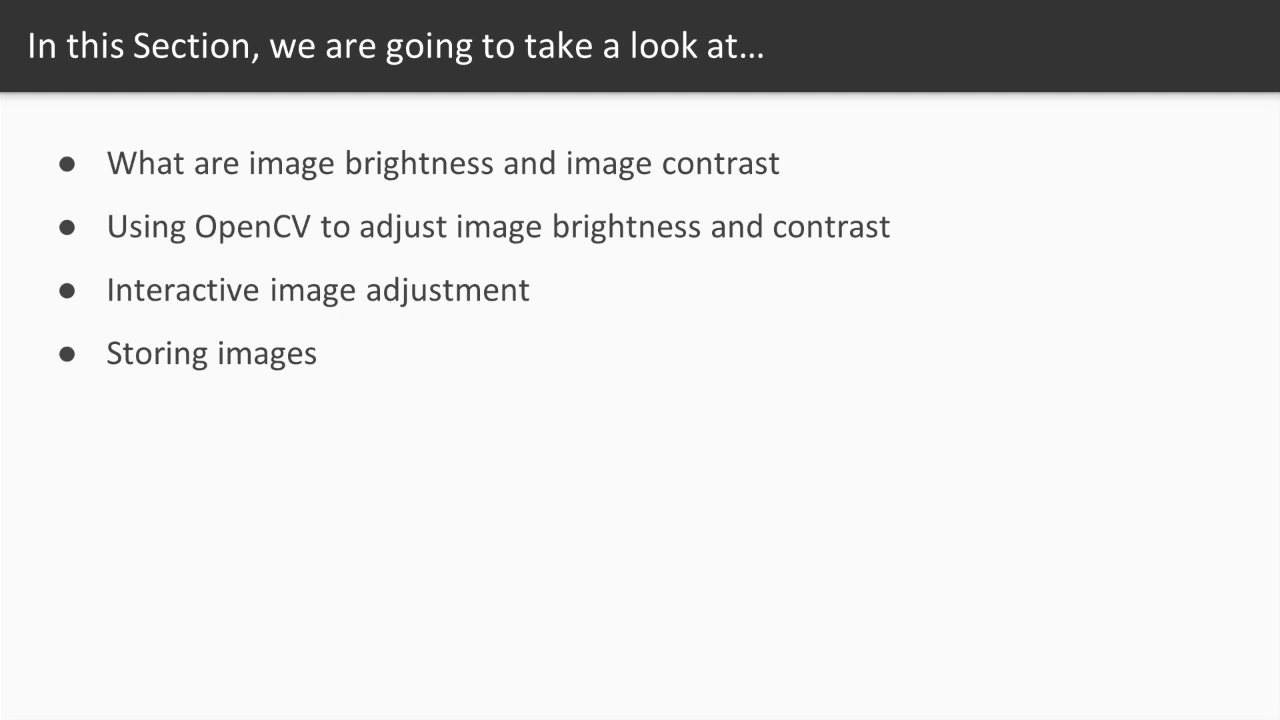 In this Section, we are going to take a look at...
● What are image brightness and image contrast
● Using OpenCV to adjust image brightness and contrast
● Interactive image adjustment
● Storing images